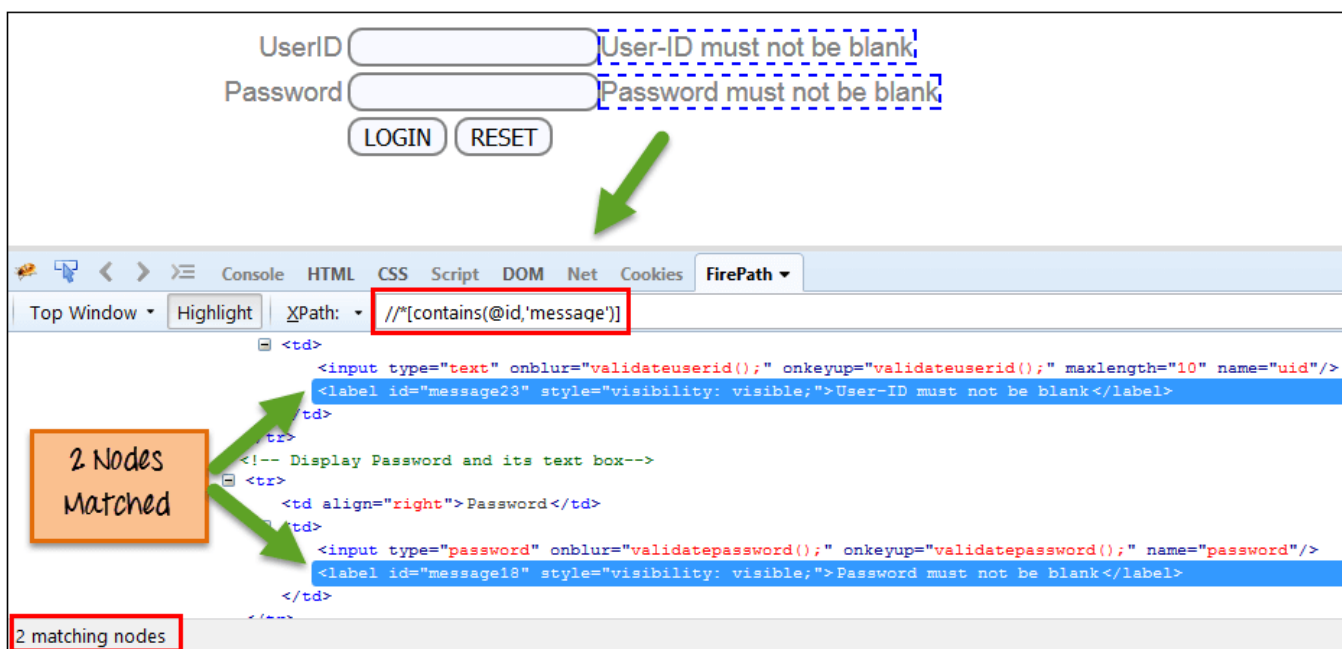 UserID User-ID must not be blank
Password Password must not be blank
LOGIN RESET
Console HTML CSS Script DOM Net Cookies FirePath
Top Window Highlight XPath: //*[contains(@id,'message')]
<td>
<input type="text" onblur="validateuserid();" onkeyup="validateuserid();" maxlength="10" name="uid"/>
<label id="message23" style="visibility: visible;">User-ID must not be blank</label>
/td>
/tr>
<!-- Display Password and its text box-->
<tr>
<td align="right">Password</td>
<td>
<input type="password" onblur="validatepassword();" onkeyup="validatepassword();" name="password"/>
<label id="message18" style="visibility: visible;">Password must not be blank</label>
</td>
</tr>
2 Nodes
Matched
2 matching nodes